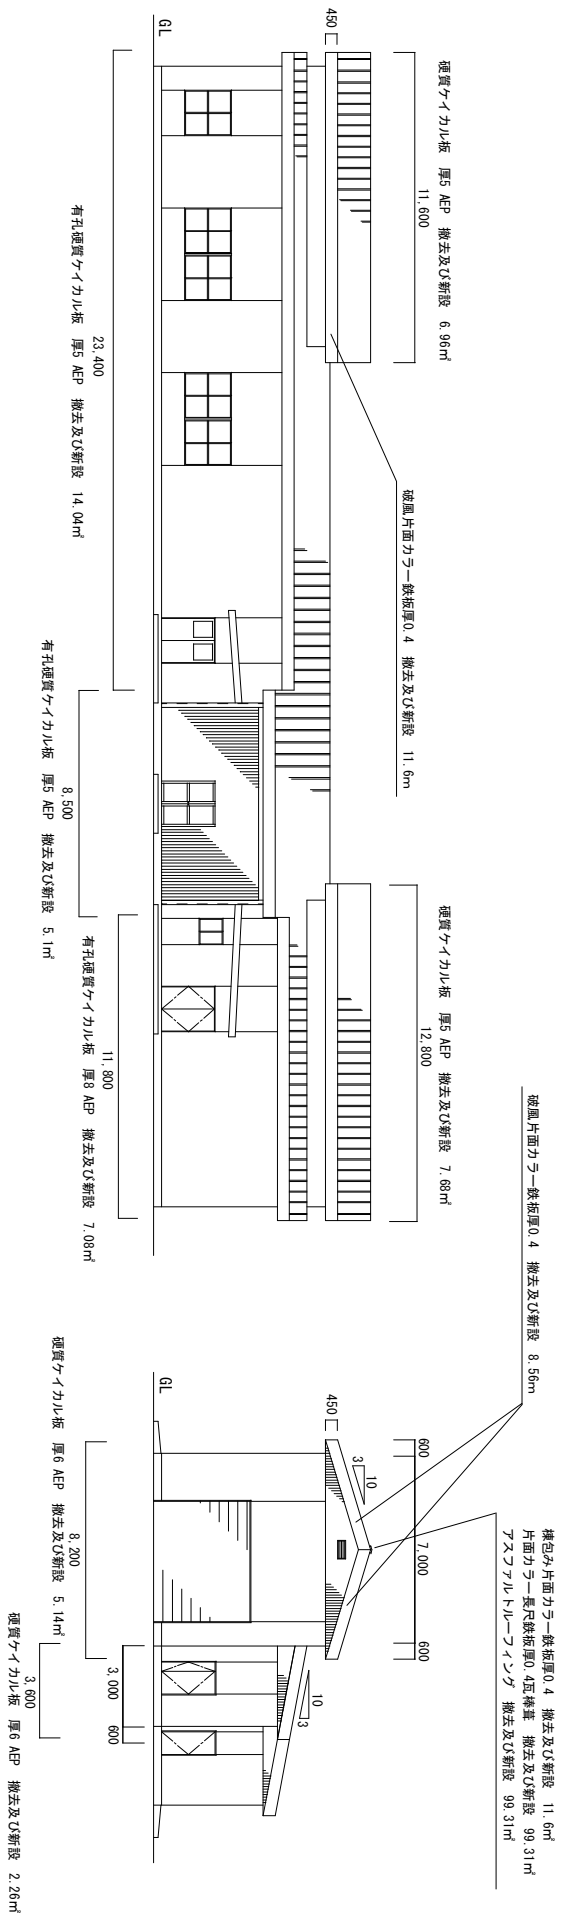 450
GL
硬質ケイカル板 厚5 AEP 撤去及び新設 6.96㎡
11,600
破風片面カラー鉄板厚0.4 撤去及び新設 11.6m
23,400
有孔硬質ケイカル板 厚5 AEP 撤去及び新設 14.04㎡
8,500
有孔硬質ケイカル板 厚5 AEP 撤去及び新設 5.1㎡
硬質ケイカル板 厚5 AEP 撤去及び新設 7.68㎡
12,800
11,800
有孔硬質ケイカル板 厚8 AEP 撤去及び新設 7.08㎡
破風片面カラー鉄板厚0.4 撤去及び新設 8.56m
棟包み片面カラー鉄板厚0.4 撤去及び新設 11.6㎡
片面カラー長尺鉄板厚0.4瓦棒葺 撤去及び新設 99.31㎡
アスファルトルーフィング 撤去及び新設 99.31㎡
GL
450
600
7,000
600
10
3
10
3
8,200
硬質ケイカル板 厚6 AEP 撤去及び新設 5.14㎡
3,000
600
3,600
硬質ケイカル板 厚6 AEP 撤去及び新設 2.26㎡